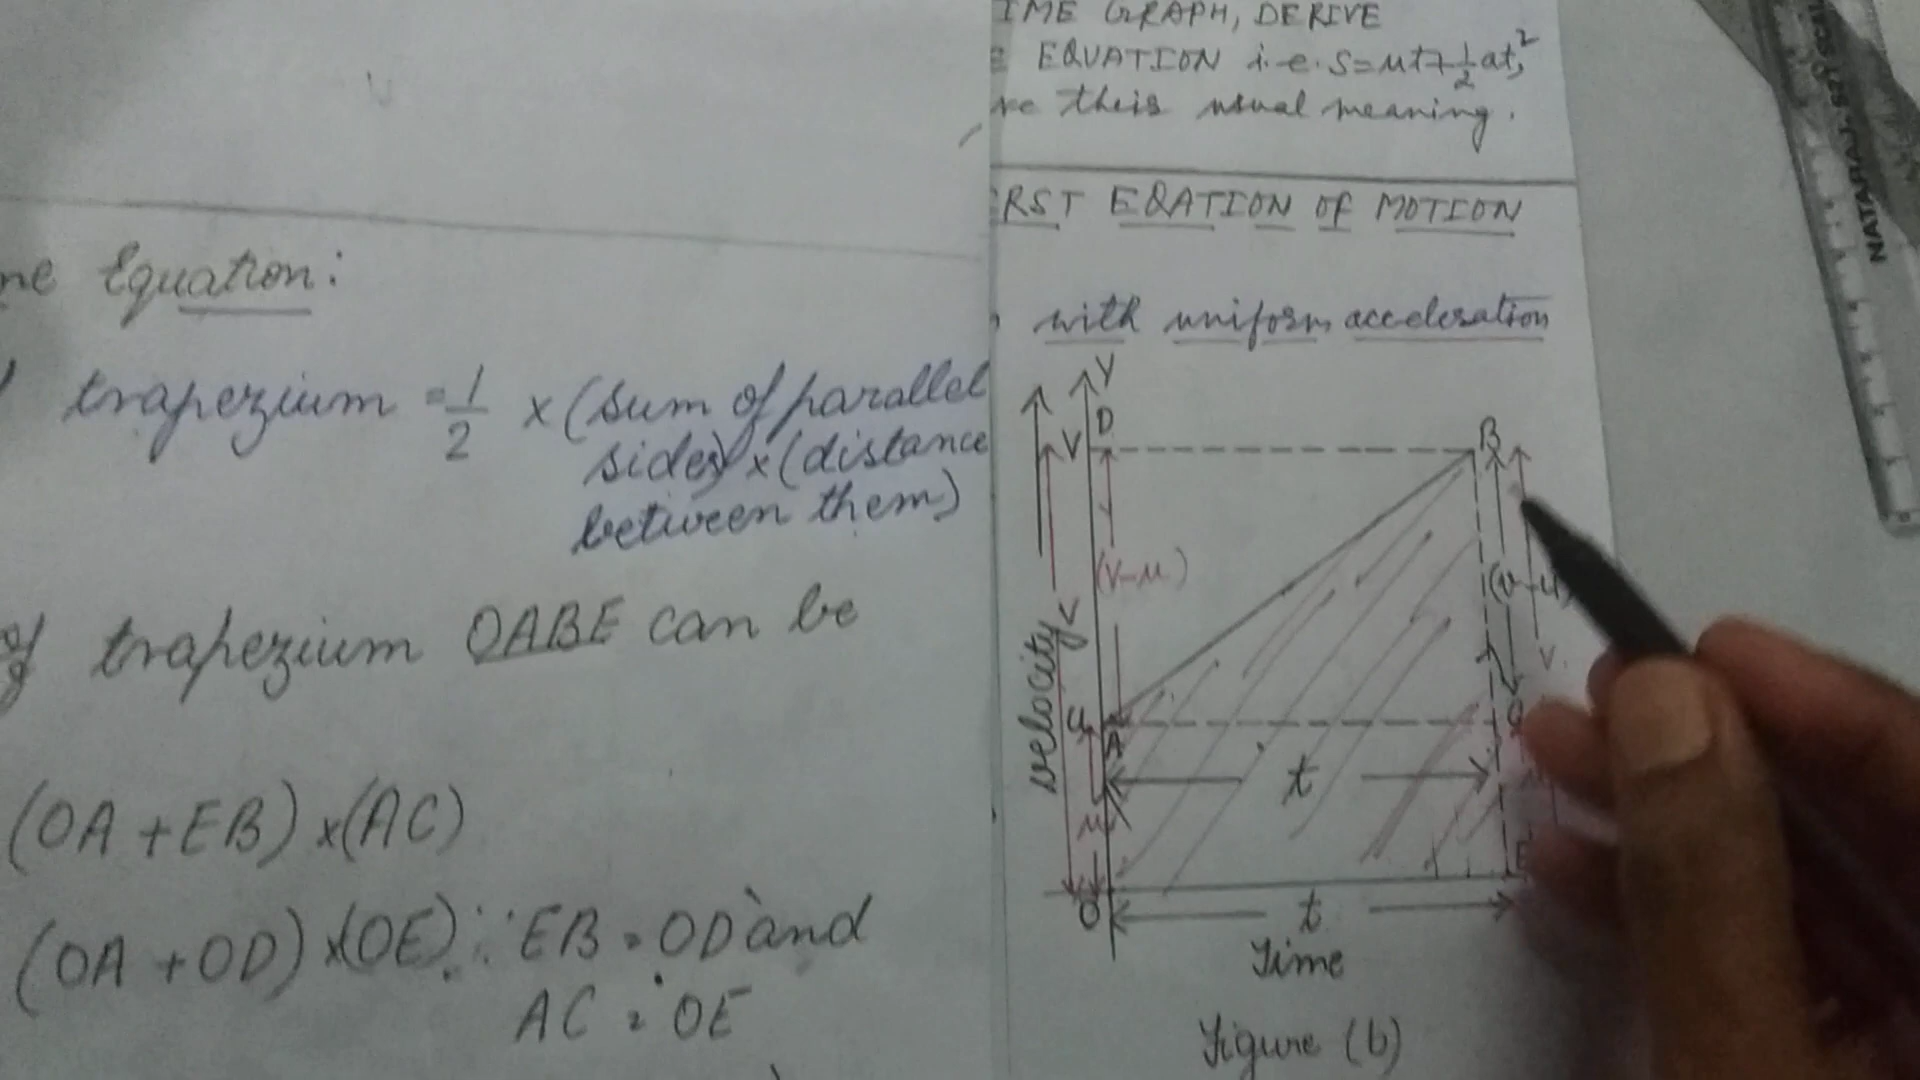 ne Equation:
trapezium = 1/2 × (sum of parallel
sides) × (distance
between them)
of trapezium OABE can be
(OA + EB) × (AC)
(OA + OD) × (OE) ∵ EB = OD and
AC = OE
IME GRAPH, DERIVE
EQUATION i.e. s=ut+1/2at²,
re theis usual meaning.
RST EQATION OF MOTION
with uniform acceleration
Y
D
V
B
(v-u)
(v-u)
V
v
velocity
u
A
C
t
u
E
O
t
Time
Figure (b)
NATARAJ